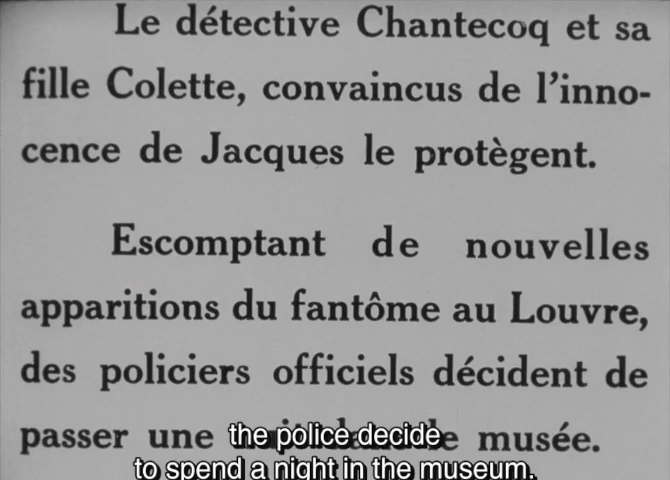 Le détective Chantecoq et sa
fille Colette, convaincus de l'inno-
cence de Jacques le protègent.
Escomptant de nouvelles
apparitions du fantôme au Louvre,
des policiers officiels décident de
passer une musée.
the police decide
to spend a night in the museum.